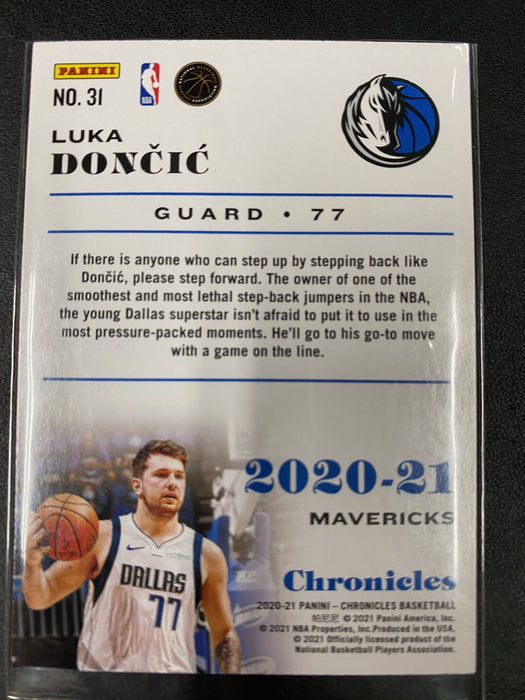 PANINI
NO. 31
NBA
LUKA
DONČIĆ
GUARD • 77
If there is anyone who can step up by stepping back like
Dončić, please step forward. The owner of one of the
smoothest and most lethal step-back jumpers in the NBA,
the young Dallas superstar isn't afraid to put it to use in the
most pressure-packed moments. He'll go to his go-to move
with a game on the line.
2020-21
MAVERICKS
Chronicles
2020-21 PANINI – CHRONICLES BASKETBALL
帕尼尼 © 2021 Panini America, Inc.
© 2021 NBA Properties, Inc.Produced in the USA.
© 2021 Officially licensed product of the
National Basketball Players Association.
DALLAS
77